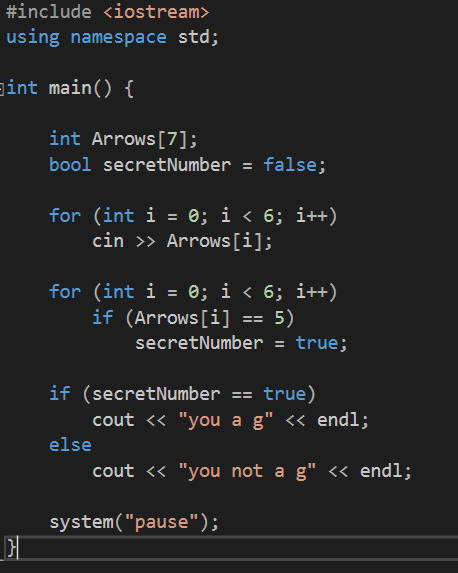 #include <iostream>
using namespace std;
int main() {
int Arrows[7];
bool secretNumber = false;
for (int i = 0; i < 6; i++)
cin >> Arrows[i];
for (int i = 0; i < 6; i++)
if (Arrows[i] == 5)
secretNumber = true;
if (secretNumber == true)
cout << "you a g" << endl;
else
cout << "you not a g" << endl;
system("pause");
}